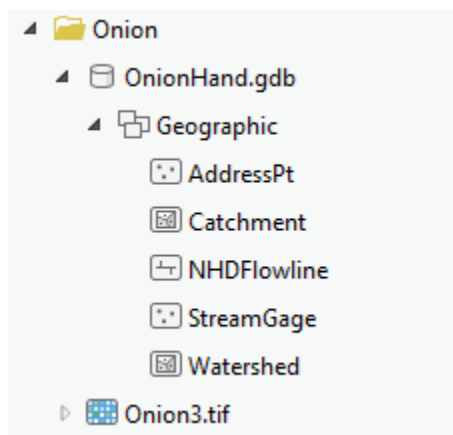 Onion
OnionHand.gdb
Geographic
AddressPt
Catchment
NHDFlowline
StreamGage
Watershed
Onion3.tif